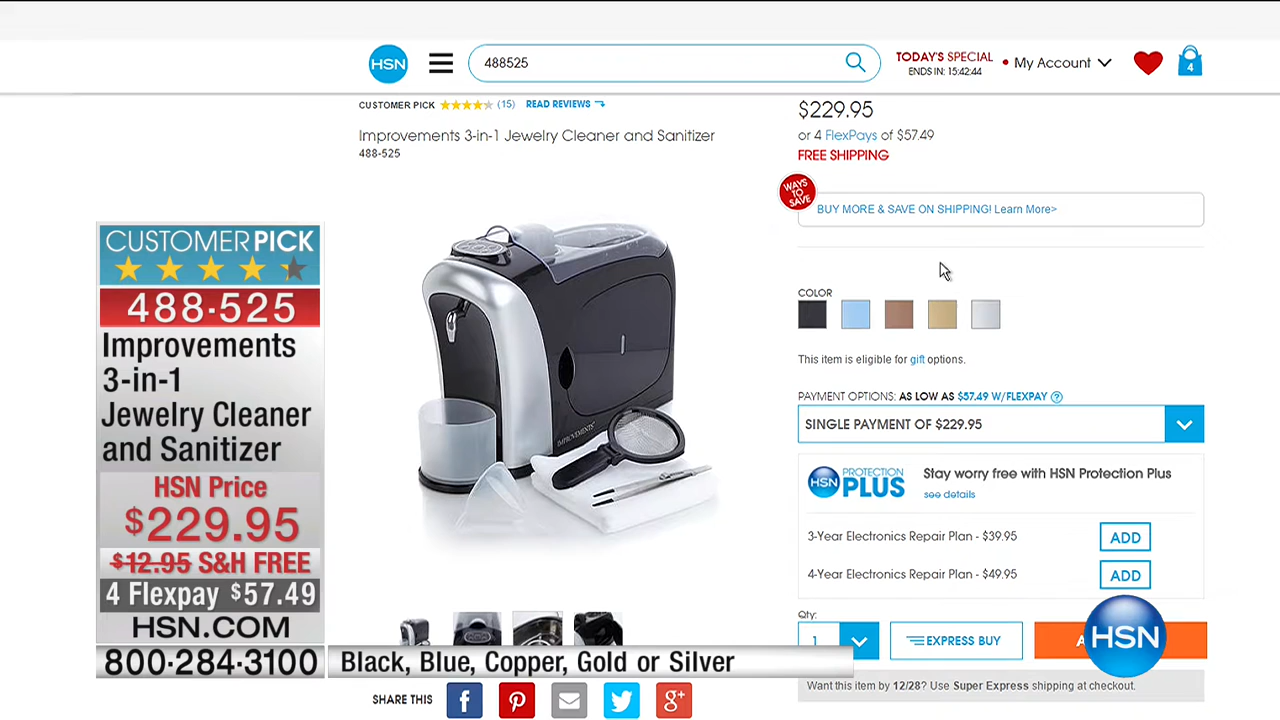 HSN
488525
TODAY'S SPECIAL
ENDS IN: 15:42:44
My Account
4
CUSTOMER PICK
(15)
READ REVIEWS
Improvements 3-in-1 Jewelry Cleaner and Sanitizer
488-525
$229.95
or 4 FlexPays of $57.49
FREE SHIPPING
WAYS
TO
SAVE
BUY MORE & SAVE ON SHIPPING! Learn More>
COLOR
This item is eligible for gift options.
PAYMENT OPTIONS: AS LOW AS $57.49 W/FLEXPAY ?
SINGLE PAYMENT OF $229.95
HSN
PROTECTION
PLUS
Stay worry free with HSN Protection Plus
see details
3-Year Electronics Repair Plan - $39.95
ADD
4-Year Electronics Repair Plan - $49.95
ADD
Qty:
1
EXPRESS BUY
HSN
Want this item by 12/28? Use Super Express shipping at checkout.
IMPROVEMENTS
CUSTOMER PICK
488-525
Improvements
3-in-1
Jewelry Cleaner
and Sanitizer
HSN Price
$229.95
$12.95 S&H FREE
4 Flexpay $57.49
HSN.COM
800-284-3100
Black, Blue, Copper, Gold or Silver
SHARE THIS
f
g+